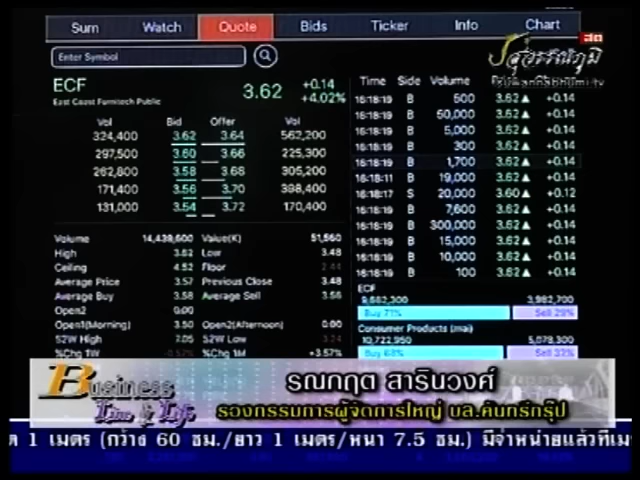 Sum Watch Quote Bids Ticker Info Chart
สด
สุวรรณภูมิ
Enter Symbol
ECF 3.62 +0.14
East Coast Furnitech Public +4.02%
Vol Bid Offer Vol
324,400 3.62 3.64 562,200
297,500 3.60 3.66 225,300
262,800 3.58 3.68 305,200
171,400 3.56 3.70 398,400
131,000 3.54 3.72 170,400
Time Side Volume
16:18:19 B 500 3.62▲ +0.14
16:18:19 B 50,000 3.62▲ +0.14
16:18:19 B 5,000 3.62▲ +0.14
16:18:19 B 300 3.62▲ +0.14
16:18:19 B 1,700 3.62▲ +0.14
16:18:11 B 19,000 3.62▲ +0.14
16:18:17 S 20,000 3.60▲ +0.12
16:18:19 B 7,600 3.62▲ +0.14
16:18:19 B 300,000 3.62▲ +0.14
16:18:19 B 15,000 3.62▲ +0.14
16:18:19 B 10,000 3.62▲ +0.14
16:18:19 B 100 3.62▲ +0.14
Volume 14,439,600 Value(K) 51,560
High 3.62 Low 3.48
Ceiling 4.52 Floor
Average Price 3.57 Previous Close 3.48
Average Buy 3.58 Average Sell 3.56
Open2 0.00
Open1(Morning) 3.50 Open2(Afternoon) 0.00
52W High 7.05 52W Low
%Chg 1W %Chg 1M +3.57%
ECF
9,662,300 3,982,700
Buy 71% Sell 29%
Consumer Products (mai)
10,722,950 5,078,300
Buy 68% Sell 32%
Business
Line & Life
รณกฤต สารินวงศ์
รองกรรมการผู้จัดการใหญ่ บล.คันทรี่กรุ๊ป
1 เมตร (กว้าง 60 ซม./ยาว 1 เมตร/หนา 7.5 ซม.) มีจำหน่ายแล้วที่